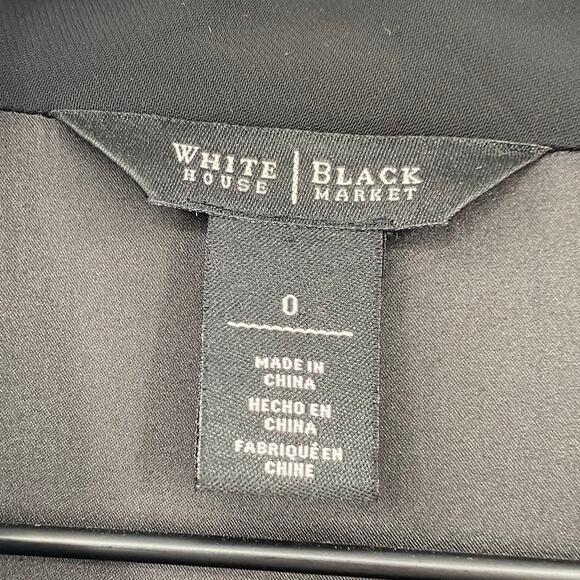 WHITE | BLACK
HOUSE | MARKET
0
MADE IN
CHINA
HECHO EN
CHINA
FABRIQUÉ EN
CHINE